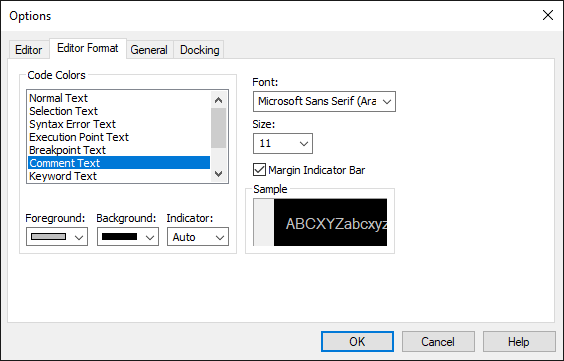 Options
Editor
Editor Format
General
Docking
Code Colors
Normal Text
Selection Text
Syntax Error Text
Execution Point Text
Breakpoint Text
Comment Text
Keyword Text
Foreground:
Background:
Indicator:
Auto
Font:
Microsoft Sans Serif (Ara
Size:
11
Margin Indicator Bar
Sample
ABCXYZabcxyz
OK
Cancel
Help